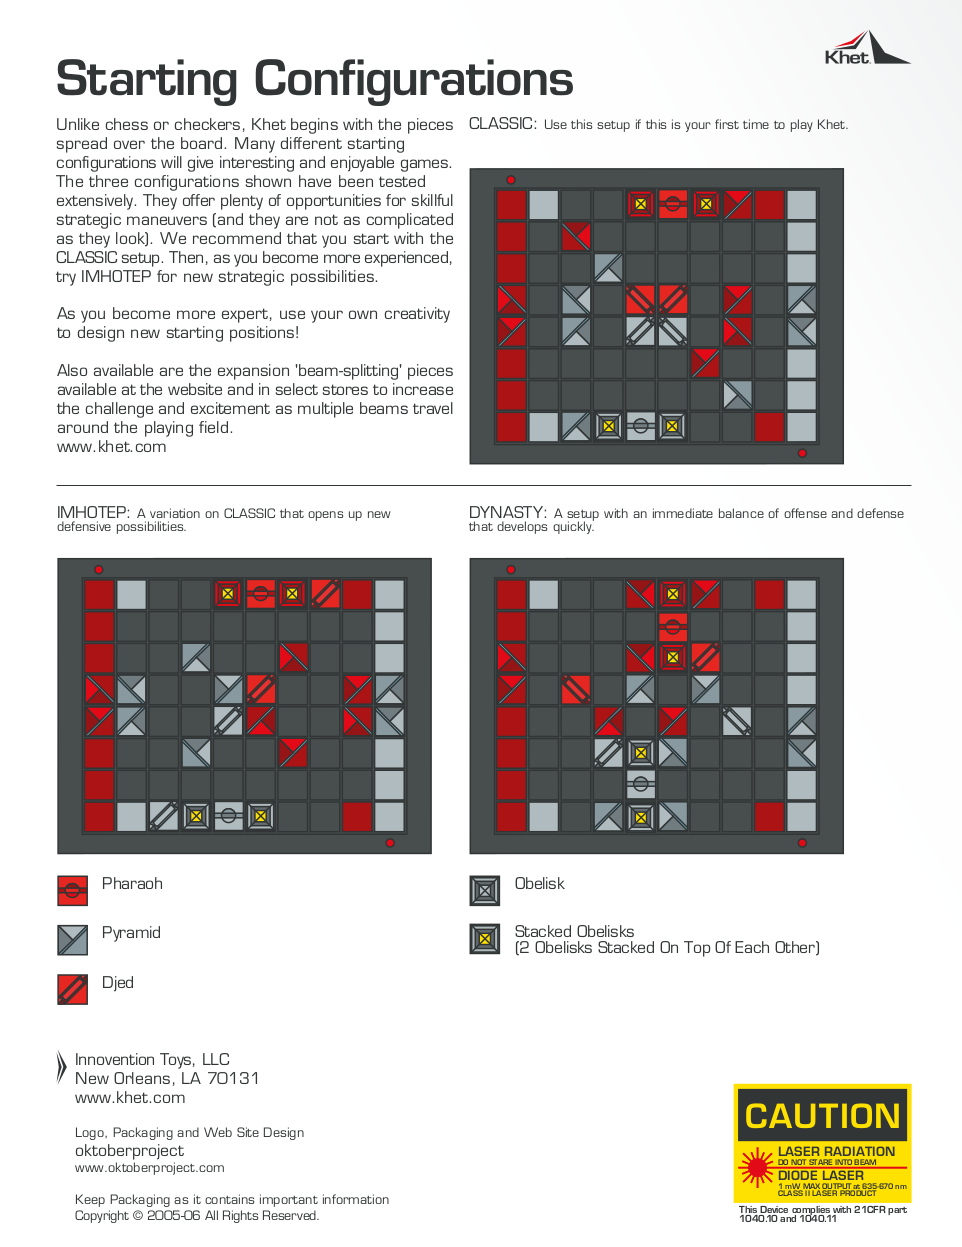 Khet.
Starting Configurations
Unlike chess or checkers, Khet begins with the pieces
spread over the board. Many different starting
configurations will give interesting and enjoyable games.
The three configurations shown have been tested
extensively. They offer plenty of opportunities for skillful
strategic maneuvers (and they are not as complicated
as they look). We recommend that you start with the
CLASSIC setup. Then, as you become more experienced,
try IMHOTEP for new strategic possibilities.
As you become more expert, use your own creativity
to design new starting positions!
Also available are the expansion 'beam-splitting' pieces
available at the website and in select stores to increase
the challenge and excitement as multiple beams travel
around the playing field.
www.khet.com
CLASSIC: Use this setup if this is your first time to play Khet.
IMHOTEP: A variation on CLASSIC that opens up new
defensive possibilities.
DYNASTY: A setup with an immediate balance of offense and defense
that develops quickly.
Pharaoh
Pyramid
Djed
Obelisk
Stacked Obelisks
(2 Obelisks Stacked On Top Of Each Other)
Innovention Toys, LLC
New Orleans, LA 70131
www.khet.com
Logo, Packaging and Web Site Design
oktoberproject
www.oktoberproject.com
Keep Packaging as it contains important information
Copyright © 2005-06 All Rights Reserved.
CAUTION
LASER RADIATION
DO NOT STARE INTO BEAM
DIODE LASER
1 mW MAX OUTPUT at 635-670 nm
CLASS II LASER PRODUCT
This Device complies with 21CFR part
1040.10 and 1040.11